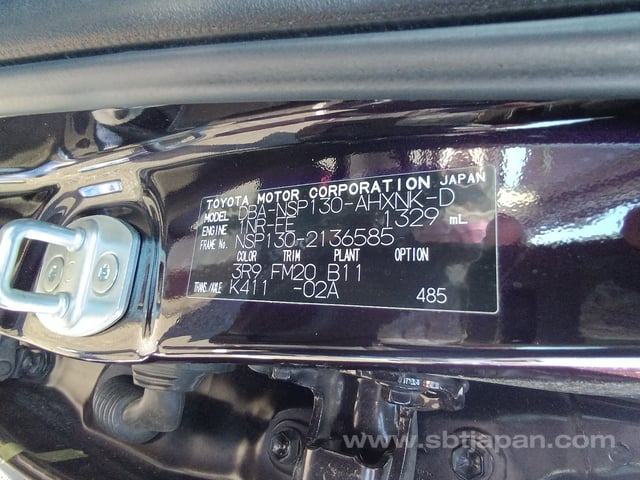 TOYOTA MOTOR CORPORATION JAPAN
MODEL DBA-NSP130-AHXNK-D
ENGINE 1NR-EE 1329 mL
FRAME No. NSP130-2136585
COLOR TRIM PLANT OPTION
3R9 FM20 B11
TRANS/AXLE K411 -02A
485
www.sbtjapan.com